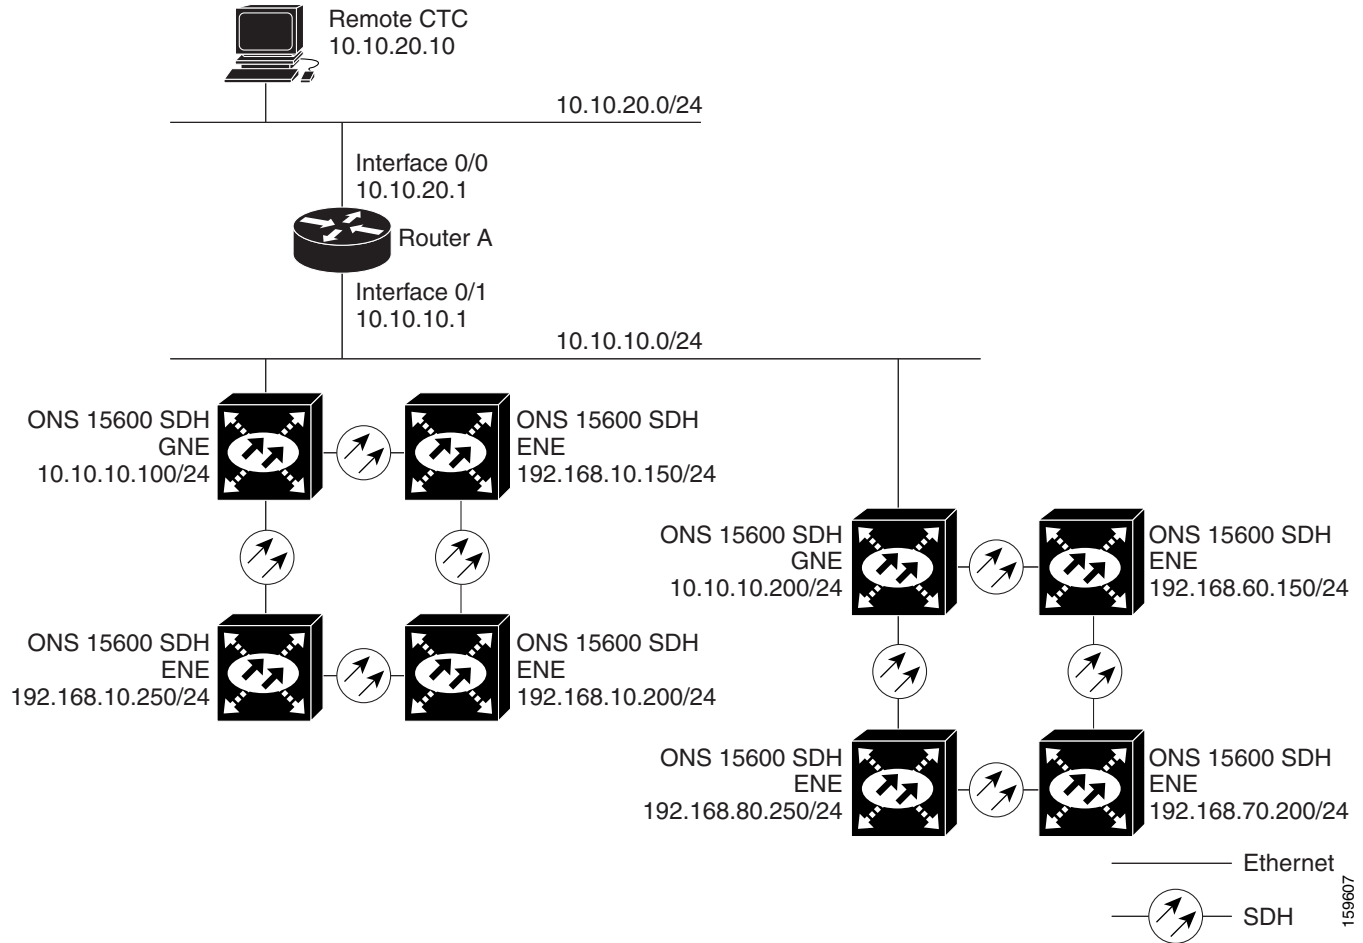 Remote CTC
10.10.20.10
10.10.20.0/24
Interface 0/0
10.10.20.1
Router A
Interface 0/1
10.10.10.1
10.10.10.0/24
ONS 15600 SDH
GNE
10.10.10.100/24
ONS 15600 SDH
ENE
192.168.10.150/24
ONS 15600 SDH
GNE
10.10.10.200/24
ONS 15600 SDH
ENE
192.168.60.150/24
ONS 15600 SDH
ENE
192.168.10.250/24
ONS 15600 SDH
ENE
192.168.10.200/24
ONS 15600 SDH
ENE
192.168.80.250/24
ONS 15600 SDH
ENE
192.168.70.200/24
Ethernet
SDH
159607